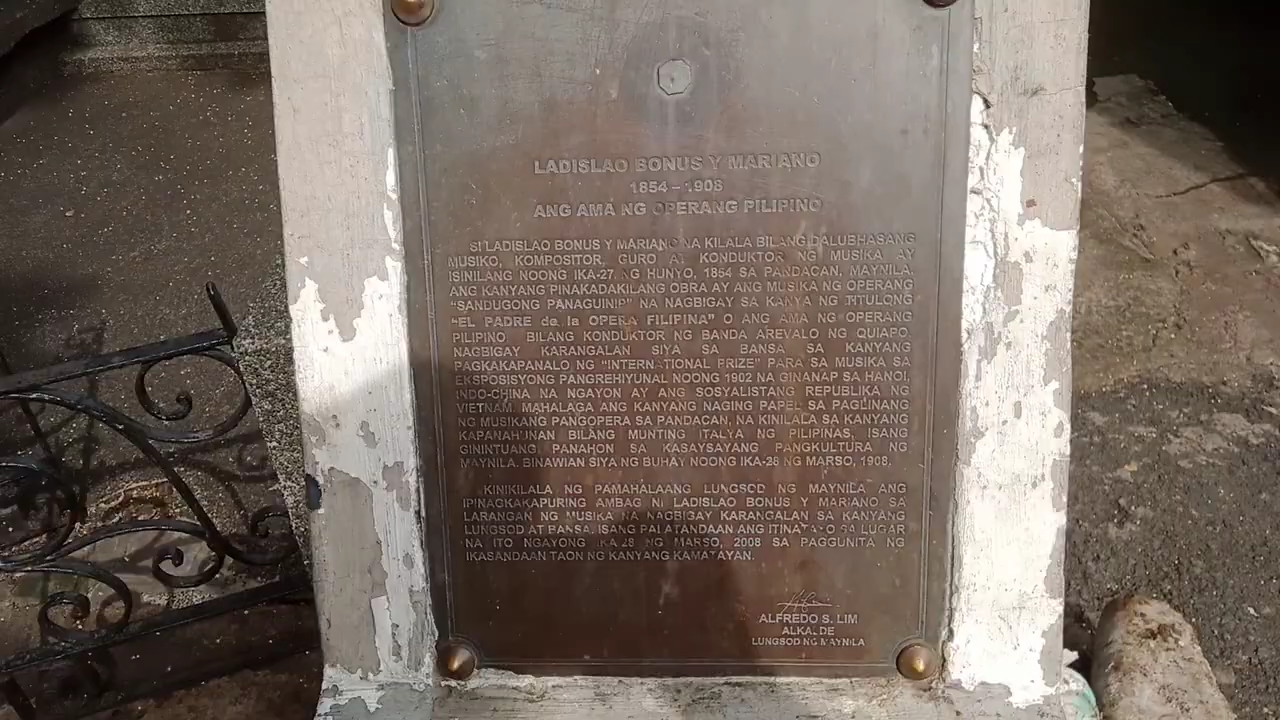 LADISLAO BONUS Y MARIANO
1854 – 1908
ANG AMA NG OPERANG PILIPINO
SI LADISLAO BONUS Y MARIANO NA KILALA BILANG DALUBHASANG
MUSIKO, KOMPOSITOR, GURO AT KONDUKTOR NG MUSIKA AY
ISINILANG NOONG IKA-27 NG HUNYO, 1854 SA PANDACAN, MAYNILA.
ANG KANYANG PINAKADAKILANG OBRA AY ANG MUSIKA NG OPERANG
“SANDUGONG PANAGUINIP” NA NAGBIGAY SA KANYA NG TITULONG
“EL PADRE de la OPERA FILIPINA” O ANG AMA NG OPERANG
PILIPINO BILANG KONDUKTOR NG BANDA AREVALO NG QUIAPO,
NAGBIGAY KARANGALAN SIYA SA BANSA SA KANYANG
PAGKAKAPANALO NG “INTERNATIONAL PRIZE” PARA SA MUSIKA SA
EKSPOSISYONG PANGREHIYUNAL NOONG 1902 NA GINANAP SA HANOI,
INDO-CHINA NA NGAYON AY ANG SOSYALISTANG REPUBLIKA NG
VIETNAM. MAHALAGA ANG KANYANG NAGING PAPEL SA PAGLINANG
NG MUSIKANG PANGOPERA SA PANDACAN, NA KINILALA SA KANYANG
KAPANAHUNAN BILANG MUNTING ITALYA NG PILIPINAS, ISANG
GININTUANG PANAHON SA KASAYSAYANG PANGKULTURA NG
MAYNILA. BINAWIAN SIYA NG BUHAY NOONG IKA-28 NG MARSO, 1908.
KINIKILALA NG PAMAHALAANG LUNGSOD NG MAYNILA ANG
IPINAGKAKAPURING AMBAG NI LADISLAO BONUS Y MARIANO SA
LARANGAN NG MUSIKA NA NAGBIGAY KARANGALAN SA KANYANG
LUNGSOD AT BANSA, ISANG PALATANDAAN ANG ITINATAYO SA LUGAR
NA ITO NGAYONG IKA 28 NG MARSO, 2008 SA PAGGUNITA NG
IKASANDAAN TAON NG KANYANG KAMATAYAN.
ALFREDO S. LIM
ALKALDE
LUNGSOD NG MAYNILA